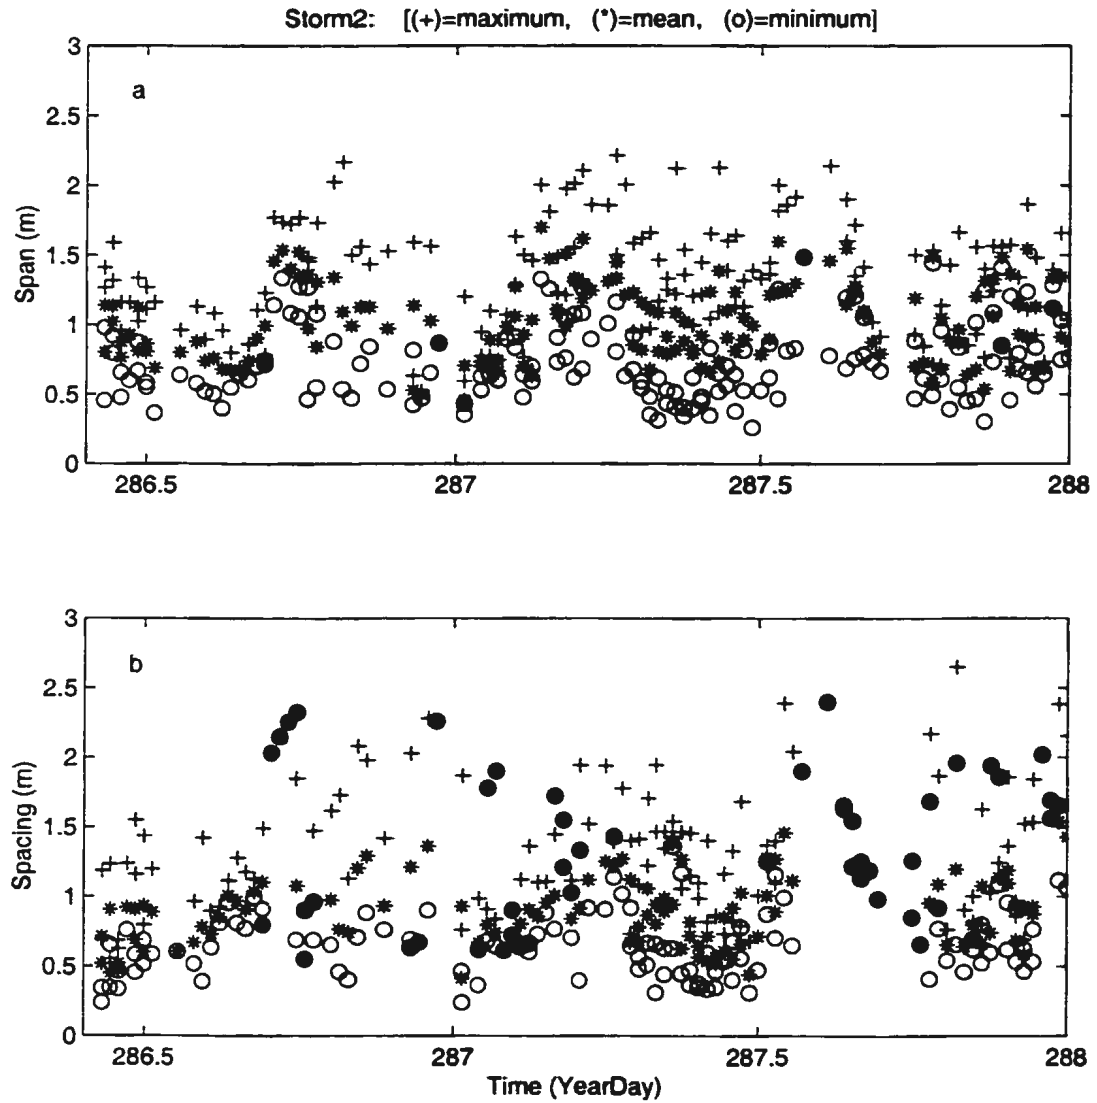 Storm2: [(+)=maximum, (*)=mean, (o)=minimum]
3
2.5
2
1.5
1
0.5
0
Span (m)
a
286.5 287 287.5 288
3
2.5
2
1.5
1
0.5
0
Spacing (m)
b
286.5 287 287.5 288
Time (YearDay)